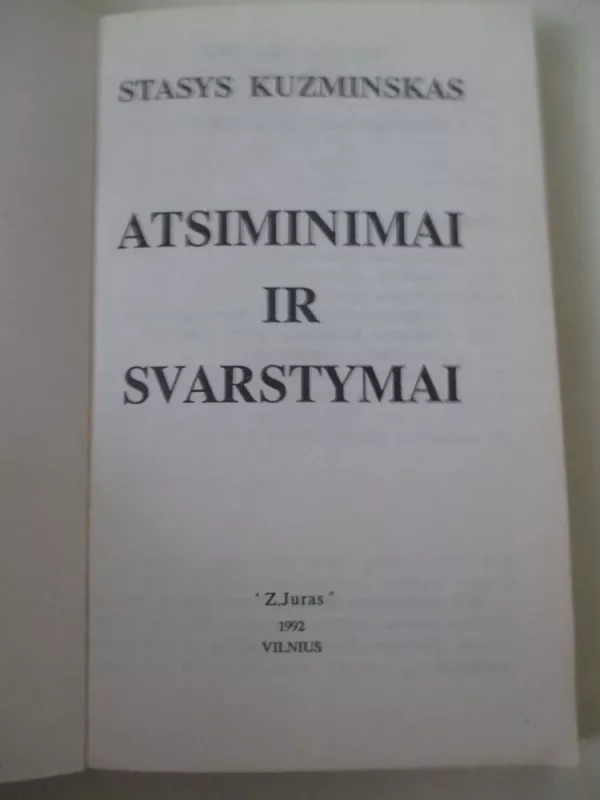 STASYS KUZMINSKAS
ATSIMINIMAI
IR
SVARSTYMAI
"Z.Juras"
1992
VILNIUS